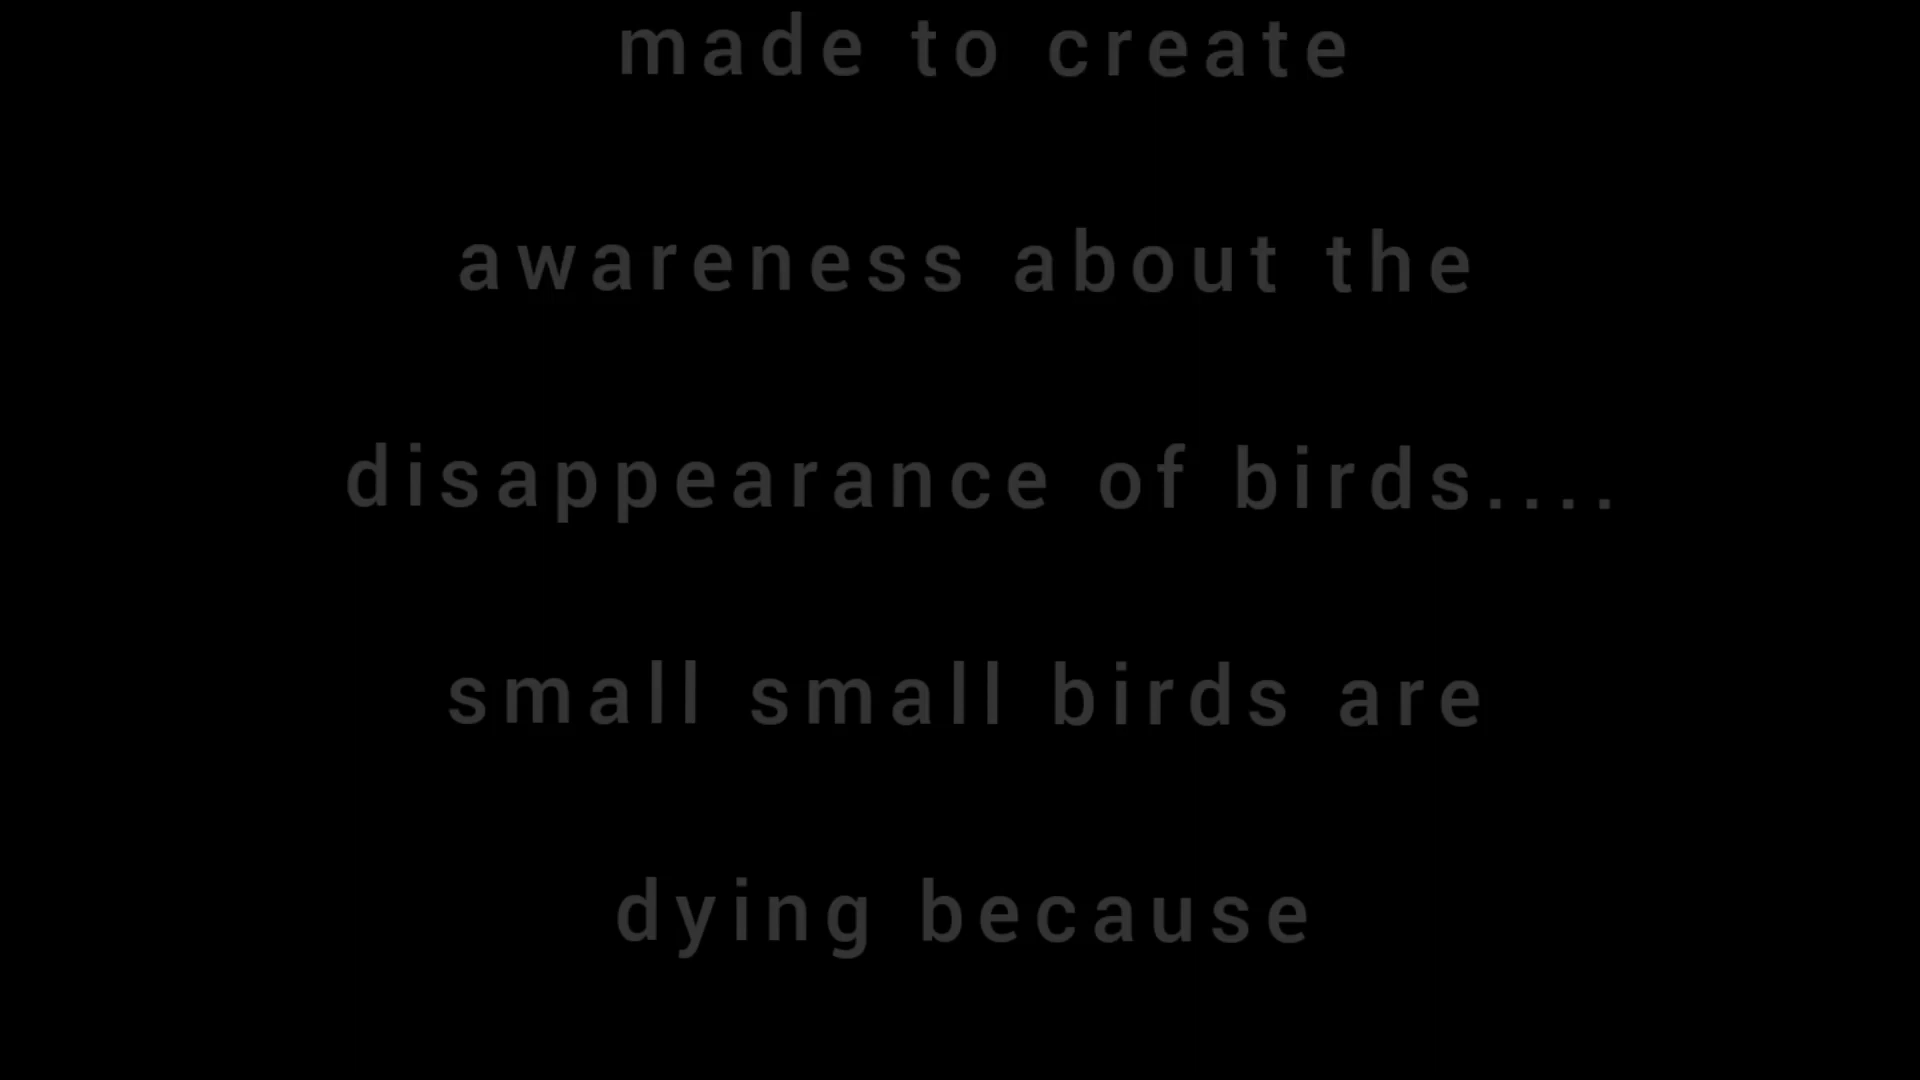 made to create
awareness about the
disappearance of birds....
small small birds are
dying because